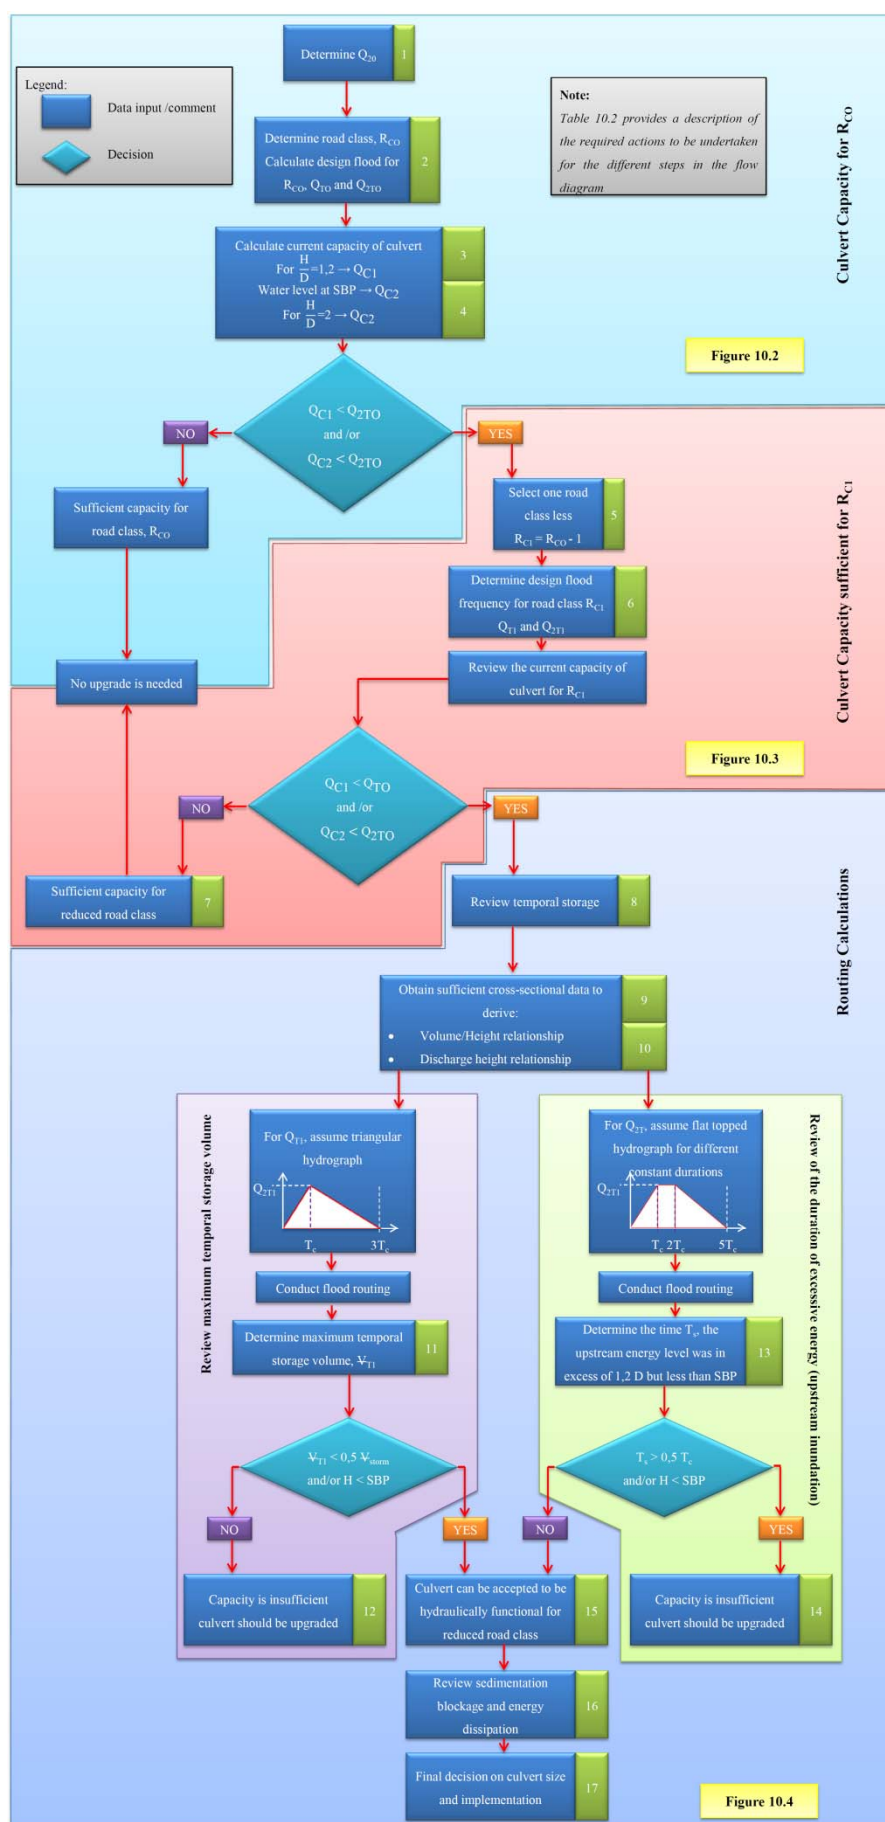 Determine Q20
1
Legend:
Data input /comment
Decision
Note:
Table 10.2 provides a description of
the required actions to be undertaken
for the different steps in the flow
diagram
Determine road class, RCO
Calculate design flood for
RCO, QTO and Q2TO
2
Culvert Capacity for RCO
Calculate current capacity of culvert
For H/D=1,2 → QC1
Water level at SBP → QC2
For H/D=2 → QC2
3
4
Figure 10.2
QC1 < Q2TO
and /or
QC2 < Q2TO
NO
YES
Sufficient capacity for
road class, RCO
Select one road
class less
RC1 = RCO - 1
5
Culvert Capacity sufficient for RC1
Determine design flood
frequency for road class RC1
QT1 and Q2T1
6
No upgrade is needed
Review the current capacity of
culvert for RC1
Figure 10.3
QC1 < QTO
and /or
QC2 < Q2TO
NO
YES
Sufficient capacity for
reduced road class
7
Review temporal storage
8
Routing Calculations
Obtain sufficient cross-sectional data to
derive:
• Volume/Height relationship
• Discharge height relationship
9
10
Review maximum temporal storage volume
For QT1, assume triangular
hydrograph
Q2T1
Tc
3Tc
Conduct flood routing
Determine maximum temporal
storage volume, VT1
11
VT1 < 0,5 Vstorm
and/or H < SBP
NO
YES
Capacity is insufficient
culvert should be upgraded
12
Review of the duration of excessive energy (upstream inundation)
For Q2T, assume flat topped
hydrograph for different
constant durations
Q2T1
Tc 2Tc
5Tc
Conduct flood routing
Determine the time Ts, the
upstream energy level was in
excess of 1,2 D but less than SBP
13
Ts > 0,5 Tc
and/or H < SBP
NO
YES
Capacity is insufficient
culvert should be upgraded
14
Culvert can be accepted to be
hydraulically functional for
reduced road class
15
Review sedimentation
blockage and energy
dissipation
16
Final decision on culvert size
and implementation
17
Figure 10.4